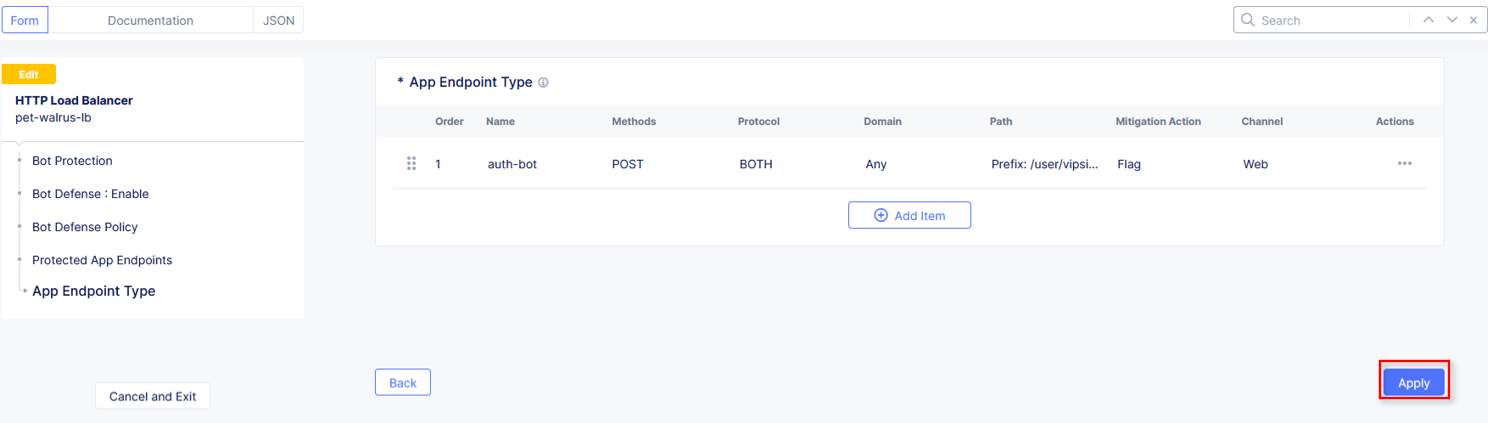 Form Documentation JSON Search
Edit
HTTP Load Balancer
pet-walrus-lb
Bot Protection
Bot Defense : Enable
Bot Defense Policy
Protected App Endpoints
App Endpoint Type
Cancel and Exit
* App Endpoint Type
Order Name Methods Protocol Domain Path Mitigation Action Channel Actions
1 auth-bot POST BOTH Any Prefix: /user/vipsi... Flag Web
Add Item
Back Apply